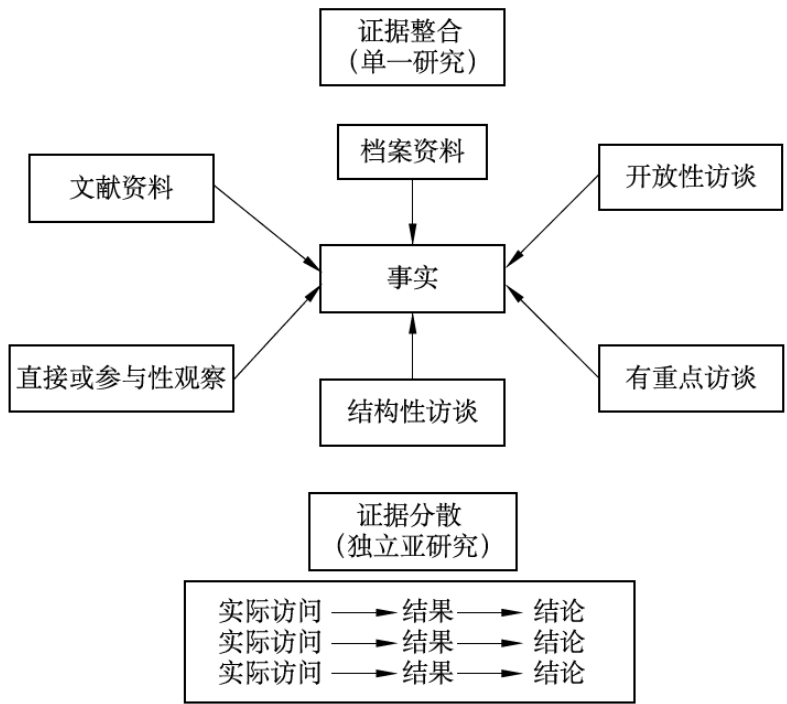 证据整合
（单一研究）
档案资料
文献资料
开放性访谈
事实
直接或参与性观察
结构性访谈
有重点访谈
证据分散
（独立亚研究）
实际访问 结果 结论
实际访问 结果 结论
实际访问 结果 结论